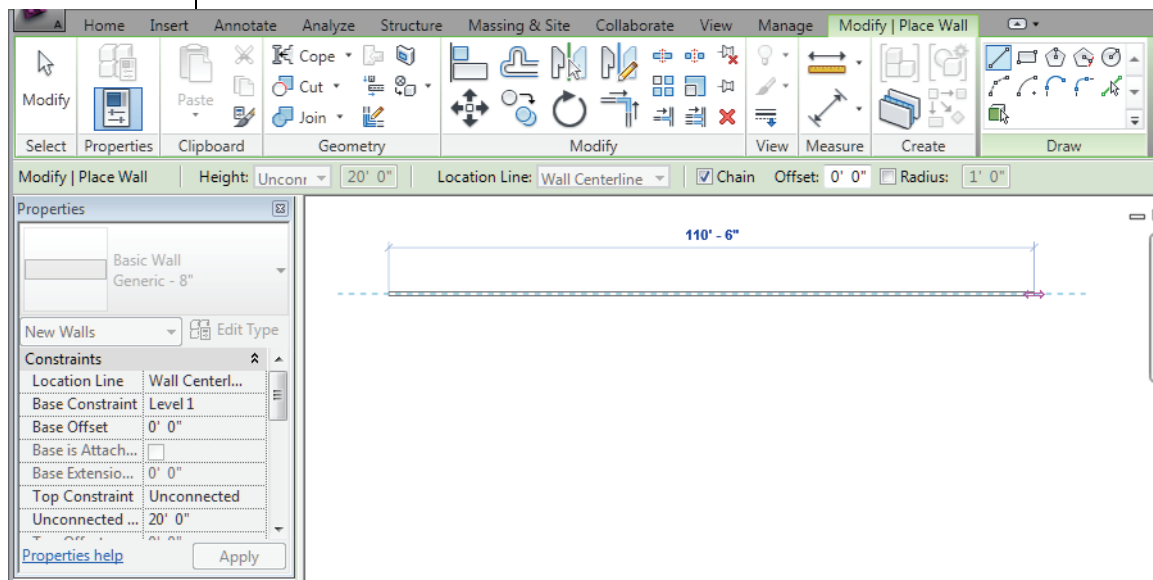 A
Home Insert Annotate Analyze Structure Massing & Site Collaborate View Manage Modify | Place Wall
Modify
Paste
Cope
Cut
Join
Select Properties Clipboard Geometry Modify View Measure Create Draw
Modify | Place Wall Height: Unconr 20' 0" Location Line: Wall Centerline Chain Offset: 0' 0" Radius: 1' 0"
Properties
Basic Wall
Generic - 8"
New Walls Edit Type
Constraints
Location Line Wall Centerl...
Base Constraint Level 1
Base Offset 0' 0"
Base is Attach...
Base Extensio... 0' 0"
Top Constraint Unconnected
Unconnected ... 20' 0"
Properties help Apply
110' - 6"